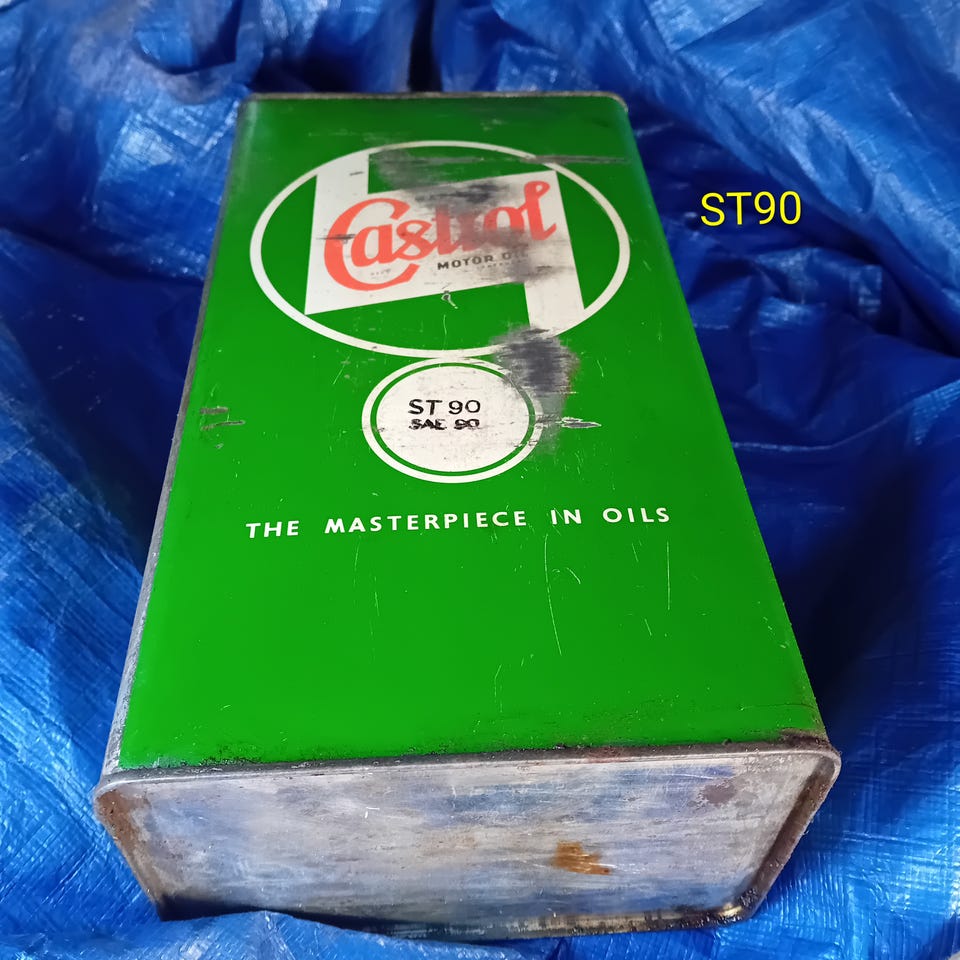 Castrol
MOTOR OIL
ST90
ST 90
SAE 90
THE MASTERPIECE IN OILS